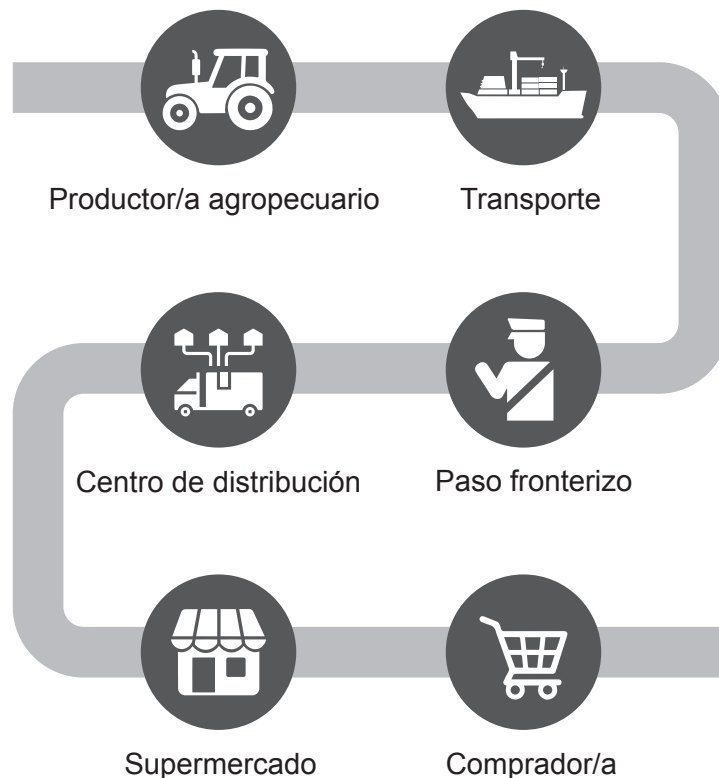 Productor/a agropecuario
Transporte
Centro de distribución
Paso fronterizo
Supermercado
Comprador/a